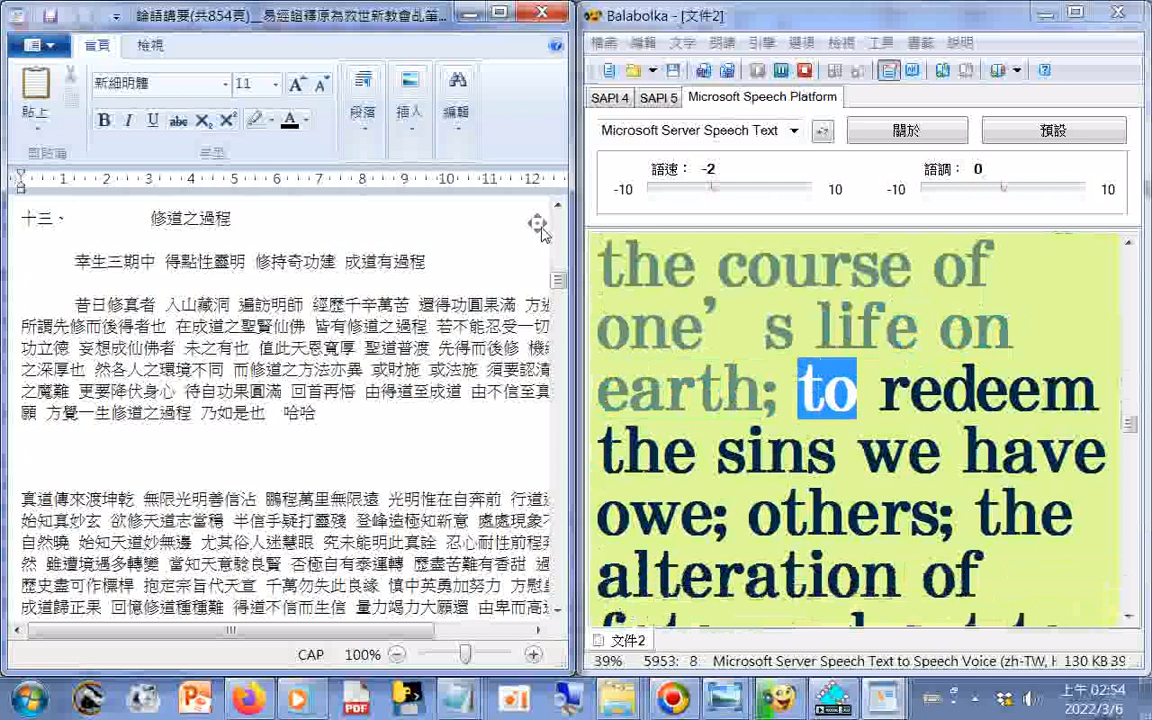 論語講要(共854頁)__易經證釋原為救世新教會乩筆...
首頁
檢視
貼上
剪貼簿
新細明體
11
字型
段落
插入
編輯
1 2 3 4 5 6 7 8 9 10 11 12
十三、 修道之過程
幸生三期中 得點性靈明 修持奇功建 成道有過程
昔日修真者 入山藏洞 遍訪明師 經歷千辛萬苦 還得功圓果滿 方
所謂先修而後得者也 在成道之聖賢仙佛 皆有修道之過程 若不能忍受一切
功立德 妄想成仙佛者 未之有也 值此天恩寬厚 聖道普渡 先得而後修 機
之深厚也 然各人之環境不同 而修道之方法亦異 或財施 或法施 須要認清
之魔難 更要降伏身心 待自功果圓滿 回首再悟 由得道至成道 由不信至真
願 方覺一生修道之過程 乃如是也 哈哈
真道傳來渡坤乾 無限光明善信沾 鵬程萬里無限遠 光明惟在自奔前 行道
始知真妙玄 欲修天道志當穩 半信乎疑打靈殘 登峰造極知新意 處處現象不
自然曉 始知天道妙無邊 尤其俗人迷慧眼 究未能明此真詮 忍心耐性前程
然 雖遭境遇多轉變 當知天意驗良賢 否極自有泰運轉 歷盡苦難有香甜 過
歷史盡可作標桿 抱定宗旨代天宣 千萬勿失此良緣 慎中英勇加努力 方慰
成道歸正果 回憶修道種種難 得道不信而生信 量力竭力大願還 由卑而高
CAP 100%
Balabolka - [文件2]
檔案 編輯 文字 朗讀 引擎 選項 檢視 工具 書籤 說明
SAPI 4 SAPI 5 Microsoft Speech Platform
Microsoft Server Speech Text 關於 預設
語速： -2 語調： 0
-10 10 -10 10
the course of
one’s life on
earth; to redeem
the sins we have
owe; others; the
alteration of
文件2
39% 5953: 8 Microsoft Server Speech Text to Speech Voice (zh-TW, H 130 KB 39
上午 02:54
2022/3/6